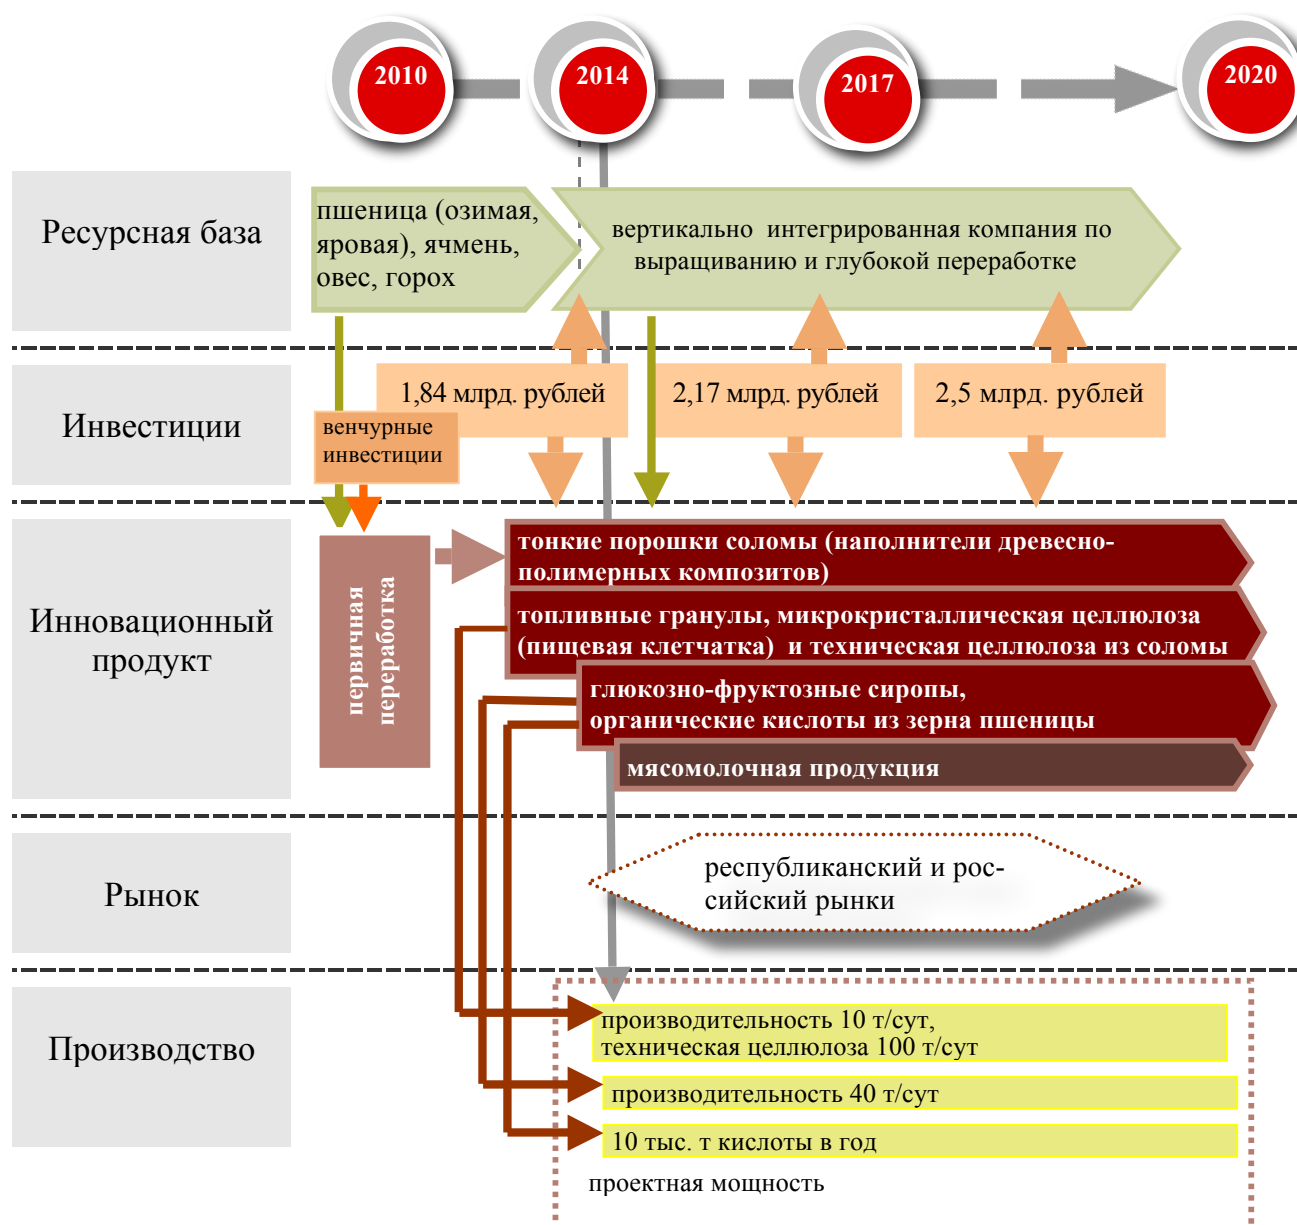 2010
2014
2017
2020
Ресурсная база
пшеница (озимая,
яровая), ячмень,
овес, горох
вертикально интегрированная компания по
выращиванию и глубокой переработке
Инвестиции
1,84 млрд. рублей
2,17 млрд. рублей
2,5 млрд. рублей
венчурные
инвестиции
Инновационный
продукт
первичная
переработка
тонкие порошки соломы (наполнители древесно-
полимерных композитов)
топливные гранулы, микрокристаллическая целлюлоза
(пищевая клетчатка) и техническая целлюлоза из соломы
глюкозно-фруктозные сиропы,
органические кислоты из зерна пшеницы
мясомолочная продукция
Рынок
республиканский и рос-
сийский рынки
Производство
производительность 10 т/сут,
техническая целлюлоза 100 т/сут
производительность 40 т/сут
10 тыс. т кислоты в год
проектная мощность